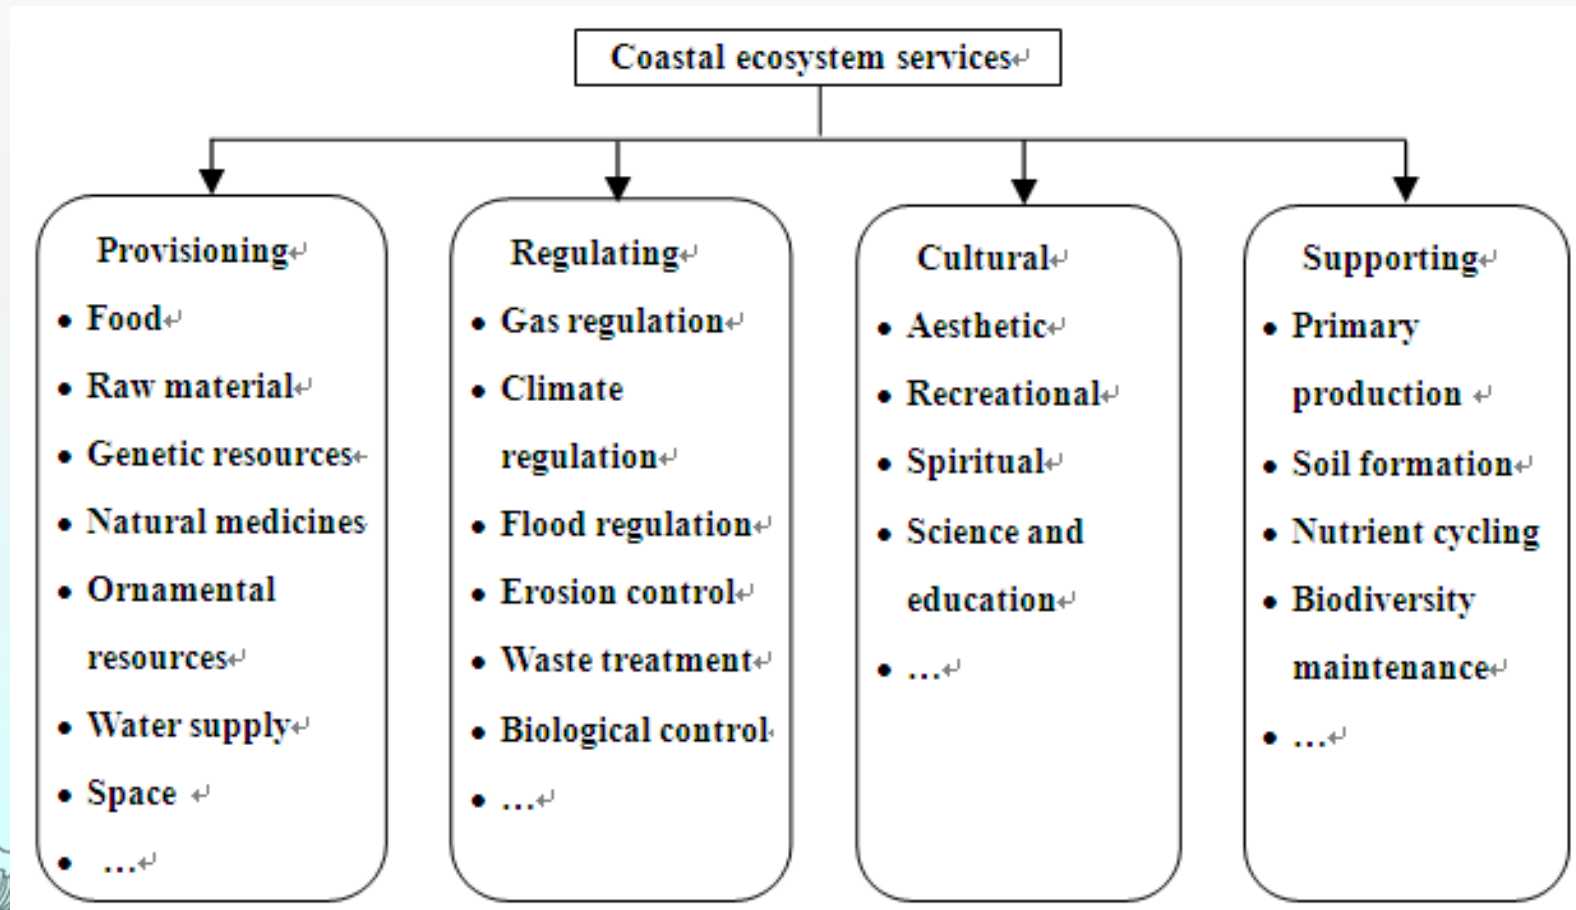 Coastal ecosystem services↵
Provisioning↵
• Food↵
• Raw material↵
• Genetic resources↵
• Natural medicines
• Ornamental
resources↵
• Water supply↵
• Space ↵
• …↵
Regulating↵
• Gas regulation↵
• Climate
regulation↵
• Flood regulation↵
• Erosion control↵
• Waste treatment↵
• Biological control
• …↵
Cultural↵
• Aesthetic↵
• Recreational↵
• Spiritual↵
• Science and
education↵
• …↵
Supporting↵
• Primary
production ↵
• Soil formation↵
• Nutrient cycling
• Biodiversity
maintenance↵
• …↵